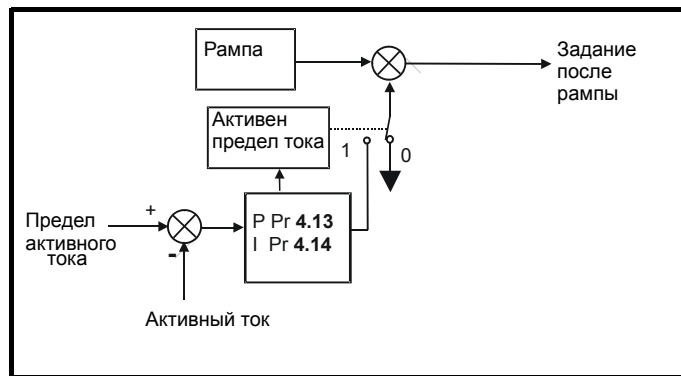 Рампа
Задание
после
рампы
Активен
предел тока
1
0
+
Предел
активного
тока
-
P Pr 4.13
I Pr 4.14
Активный ток